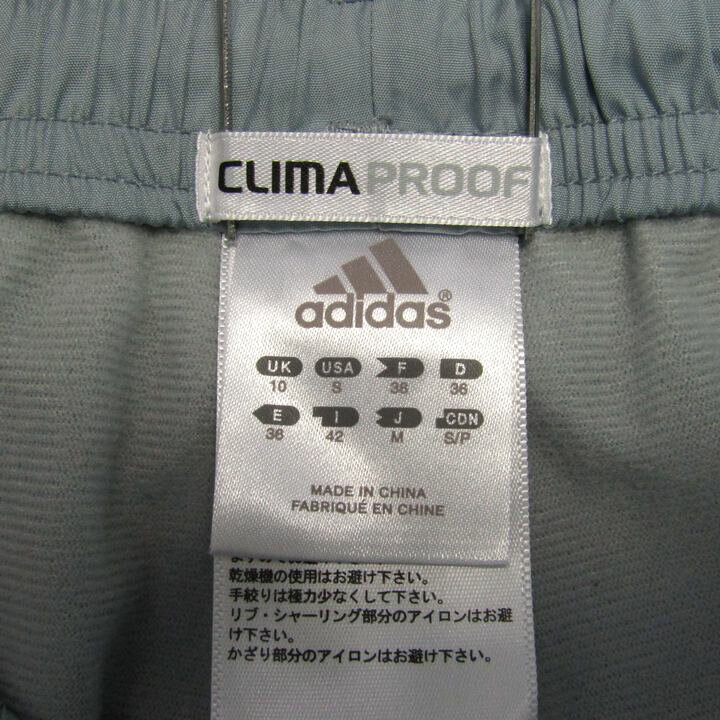 CLIMAPROOF
adidas®
UK USA F D
10 S 38 36
E I J CDN
36 42 M S/P
MADE IN CHINA
FABRIQUÉ EN CHINE
乾燥機の使用はお避け下さい。
手絞りは極力少なくして下さい。
リブ・シャーリング部分のアイロンはお避
け下さい。
かざり部分のアイロンはお避け下さい。